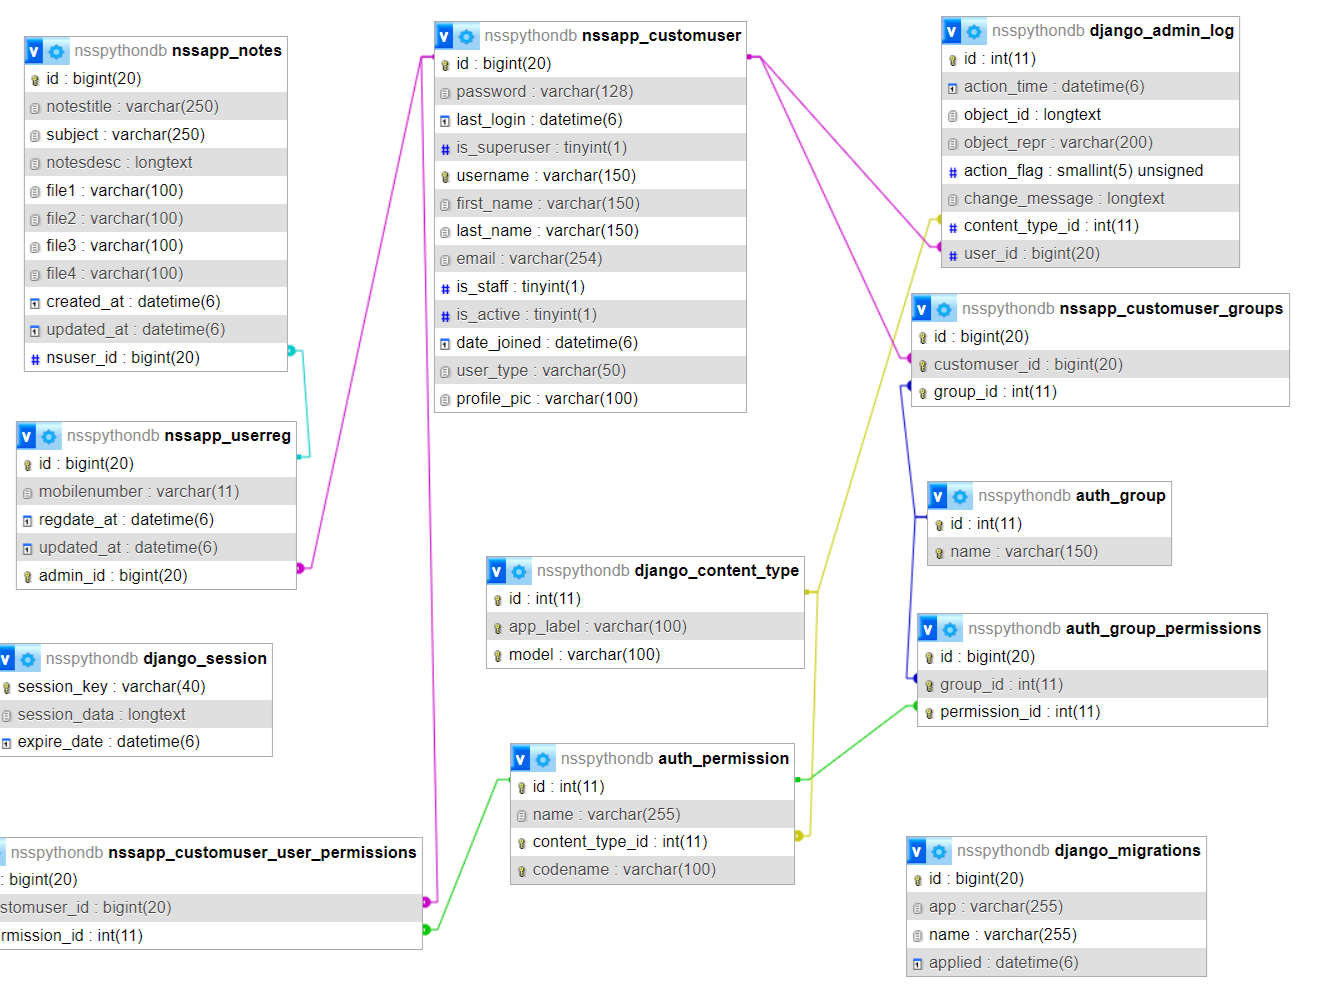 v nsspythondb nssapp_notes
id : bigint(20)
notestitle : varchar(250)
subject : varchar(250)
notesdesc : longtext
file1 : varchar(100)
file2 : varchar(100)
file3 : varchar(100)
file4 : varchar(100)
created_at : datetime(6)
updated_at : datetime(6)
# nsuser_id : bigint(20)
v nsspythondb nssapp_userreg
id : bigint(20)
mobilenumber : varchar(11)
regdate_at : datetime(6)
updated_at : datetime(6)
admin_id : bigint(20)
v nsspythondb django_session
session_key : varchar(40)
session_data : longtext
expire_date : datetime(6)
nsspythondb nssapp_customuser_user_permissions
: bigint(20)
stomuser_id : bigint(20)
rmission_id : int(11)
v nsspythondb nssapp_customuser
id : bigint(20)
password : varchar(128)
last_login : datetime(6)
# is_superuser : tinyint(1)
username : varchar(150)
first_name : varchar(150)
last_name : varchar(150)
email : varchar(254)
# is_staff : tinyint(1)
# is_active : tinyint(1)
date_joined : datetime(6)
user_type : varchar(50)
profile_pic : varchar(100)
v nsspythondb django_content_type
id : int(11)
app_label : varchar(100)
model : varchar(100)
v nsspythondb auth_permission
id : int(11)
name : varchar(255)
content_type_id : int(11)
codename : varchar(100)
v nsspythondb django_admin_log
id : int(11)
action_time : datetime(6)
object_id : longtext
object_repr : varchar(200)
# action_flag : smallint(5) unsigned
change_message : longtext
# content_type_id : int(11)
# user_id : bigint(20)
v nsspythondb nssapp_customuser_groups
id : bigint(20)
customuser_id : bigint(20)
group_id : int(11)
v nsspythondb auth_group
id : int(11)
name : varchar(150)
v nsspythondb auth_group_permissions
id : bigint(20)
group_id : int(11)
permission_id : int(11)
v nsspythondb django_migrations
id : bigint(20)
app : varchar(255)
name : varchar(255)
applied : datetime(6)